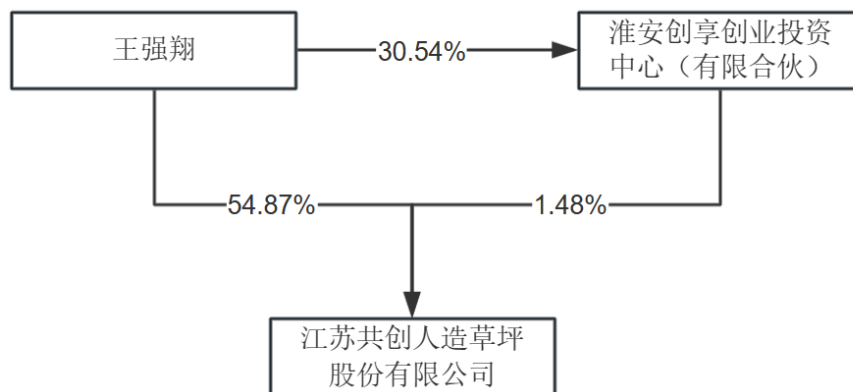 王强翔
30.54%
淮安创享创业投资
中心（有限合伙）
54.87%
1.48%
江苏共创人造草坪
股份有限公司